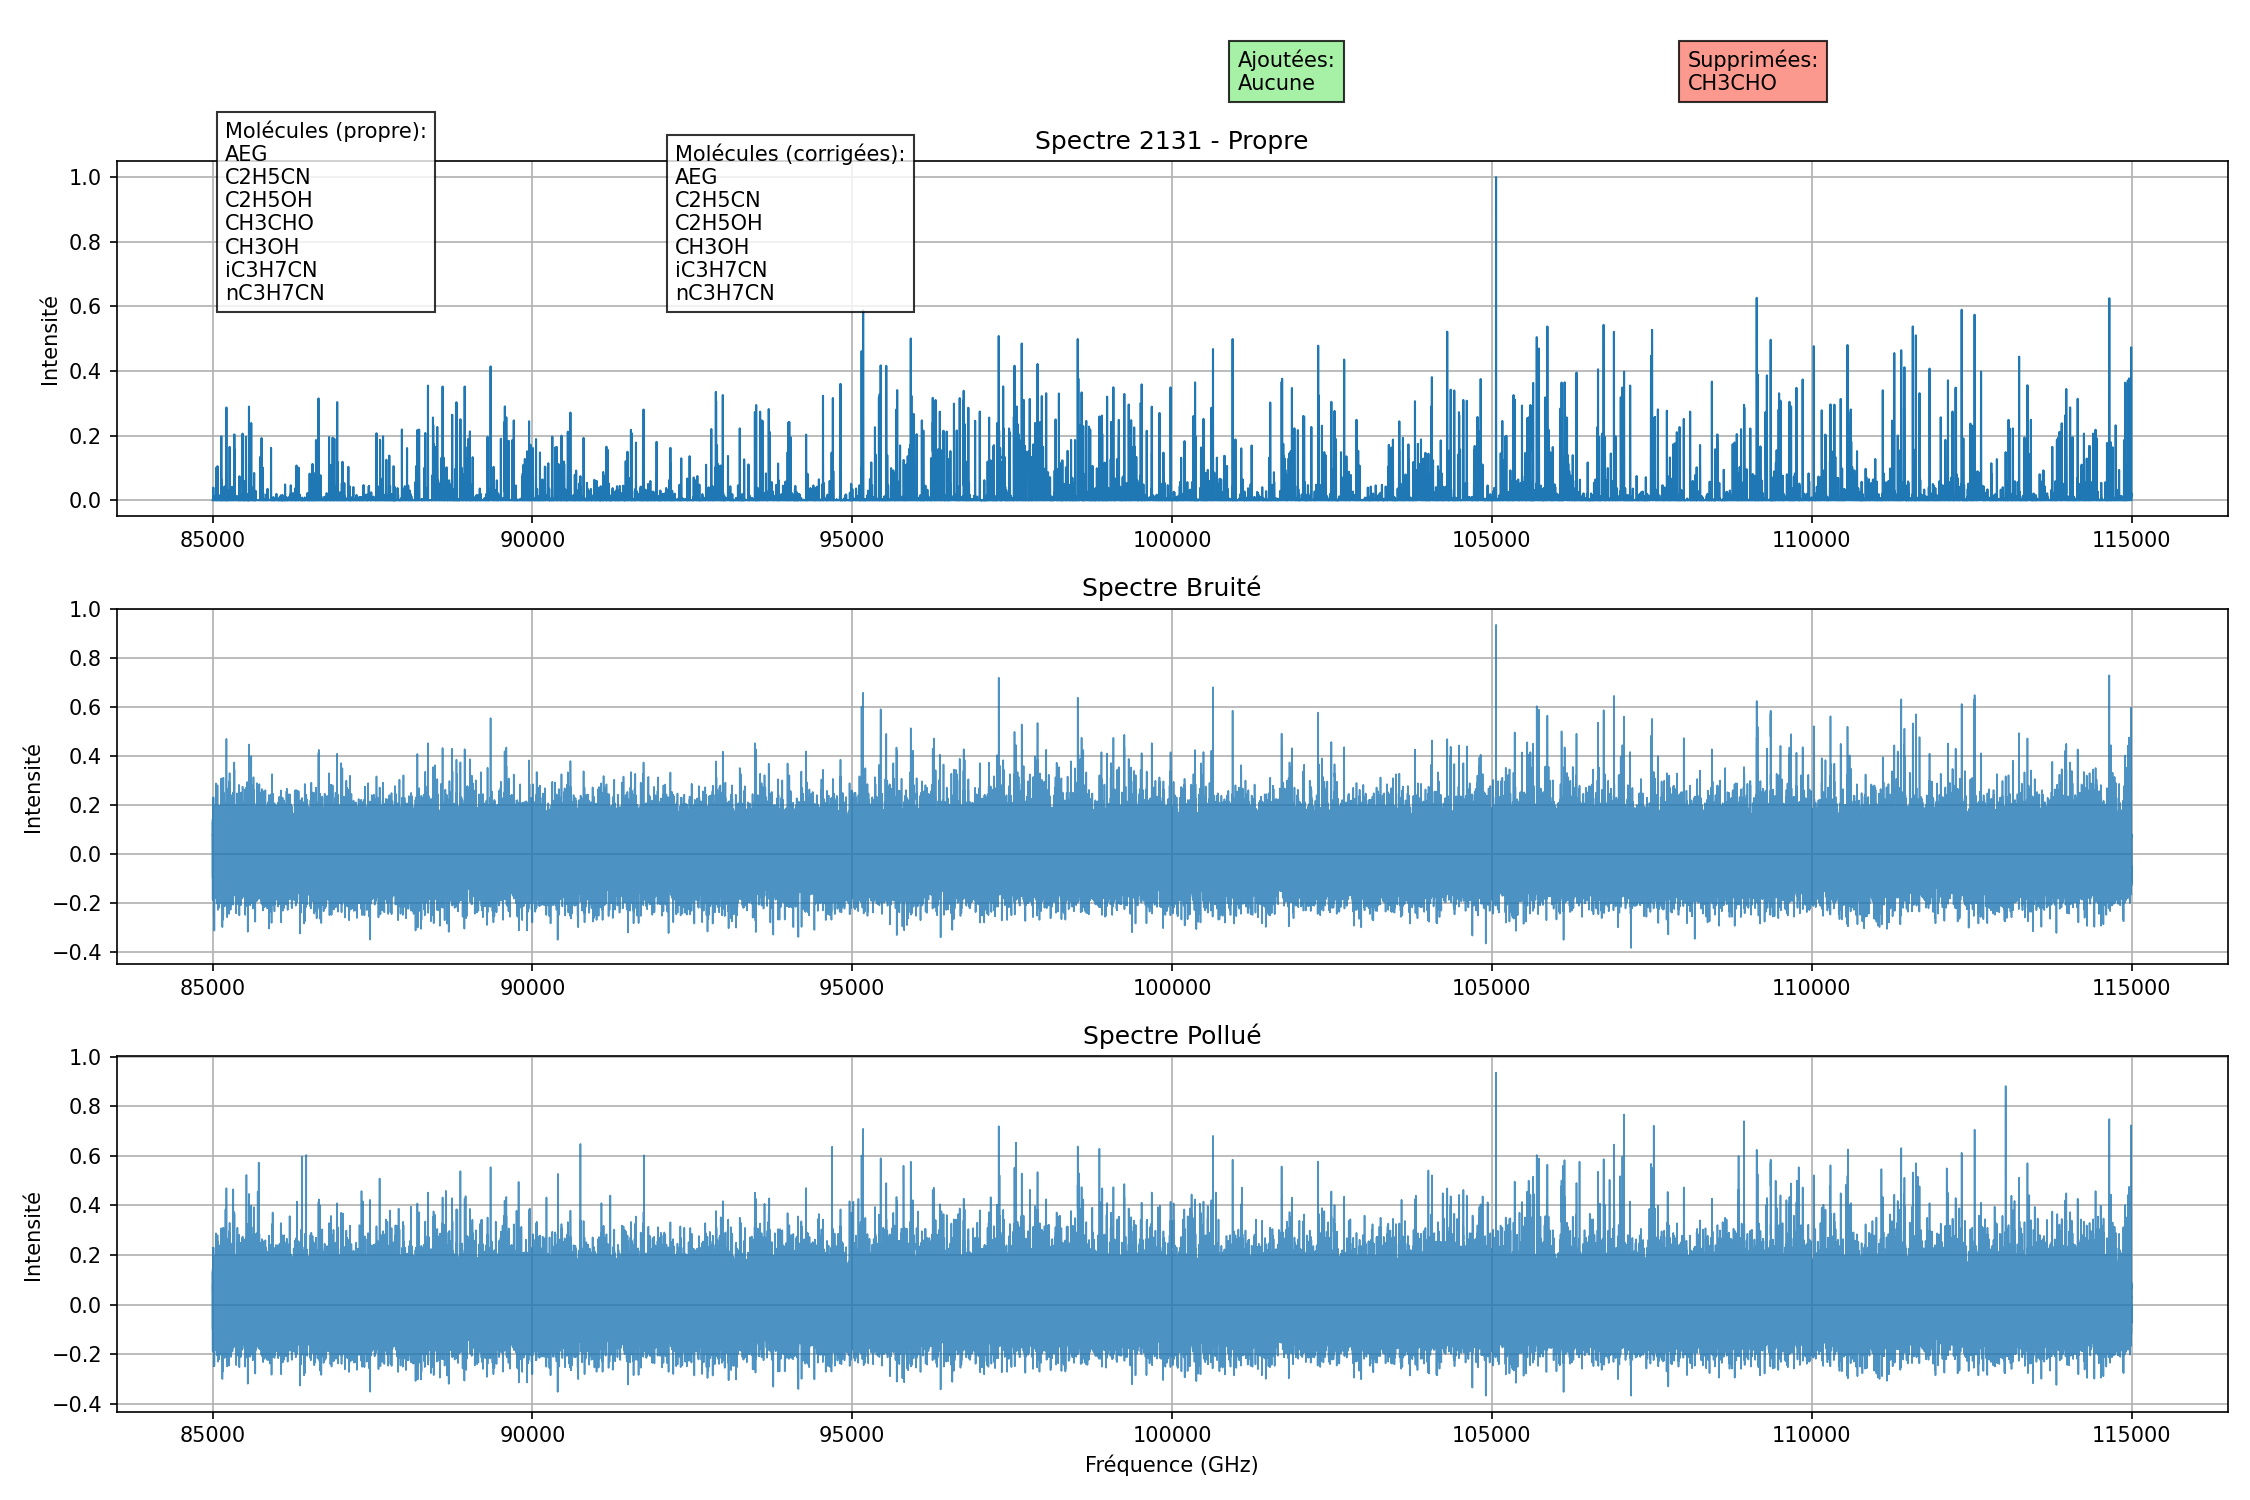 Ajoutées:
Aucune
Supprimées:
CH3CHO
Molécules (propre):
AEG
C2H5CN
C2H5OH
CH3CHO
CH3OH
iC3H7CN
nC3H7CN
Molécules (corrigées):
AEG
C2H5CN
C2H5OH
CH3OH
iC3H7CN
nC3H7CN
Spectre 2131 - Propre
Intensité
1.0
0.8
0.6
0.4
0.2
0.0
85000 90000 95000 100000 105000 110000 115000
Spectre Bruité
Intensité
1.0
0.8
0.6
0.4
0.2
0.0
−0.2
−0.4
85000 90000 95000 100000 105000 110000 115000
Spectre Pollué
Intensité
1.0
0.8
0.6
0.4
0.2
0.0
−0.2
−0.4
85000 90000 95000 100000 105000 110000 115000
Fréquence (GHz)